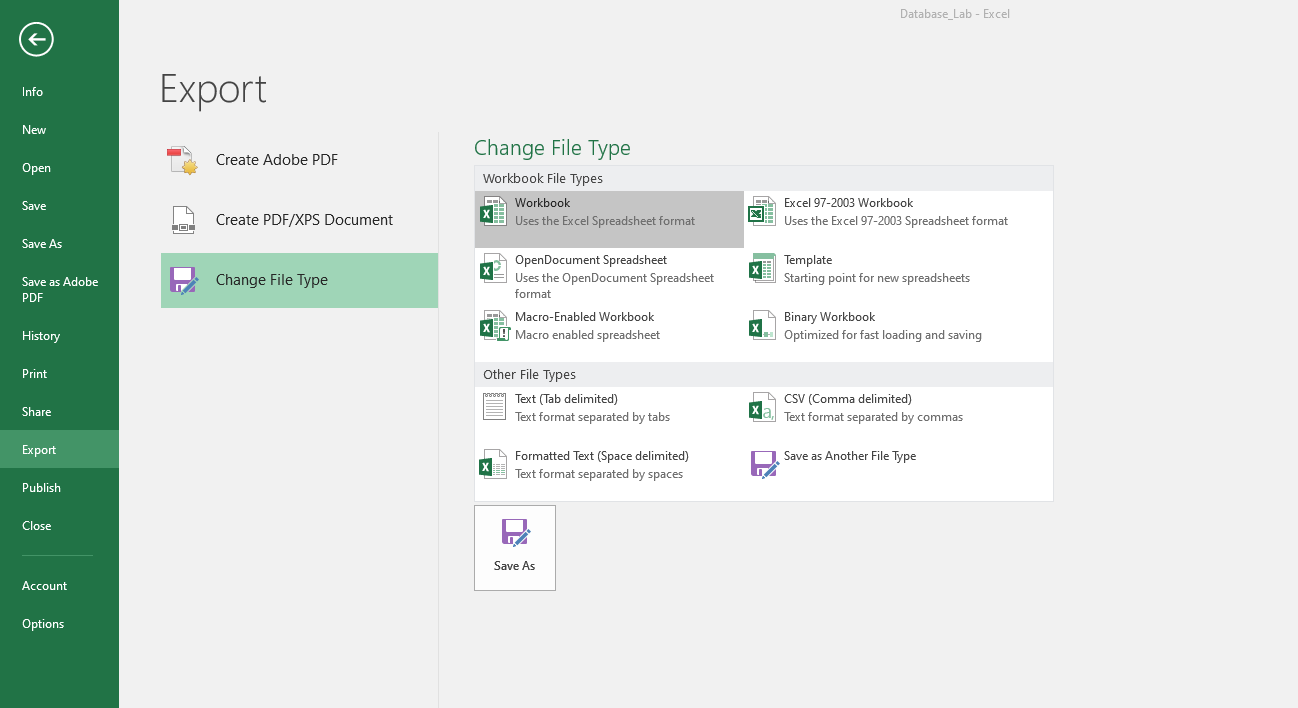 Database_Lab - Excel
Info
New
Open
Save
Save As
Save as Adobe
PDF
History
Print
Share
Export
Publish
Close
Account
Options
Export
Create Adobe PDF
Create PDF/XPS Document
Change File Type
Change File Type
Workbook File Types
Workbook
Uses the Excel Spreadsheet format
Excel 97-2003 Workbook
Uses the Excel 97-2003 Spreadsheet format
OpenDocument Spreadsheet
Uses the OpenDocument Spreadsheet
format
Template
Starting point for new spreadsheets
Macro-Enabled Workbook
Macro enabled spreadsheet
Binary Workbook
Optimized for fast loading and saving
Other File Types
Text (Tab delimited)
Text format separated by tabs
CSV (Comma delimited)
Text format separated by commas
Formatted Text (Space delimited)
Text format separated by spaces
Save as Another File Type
Save As